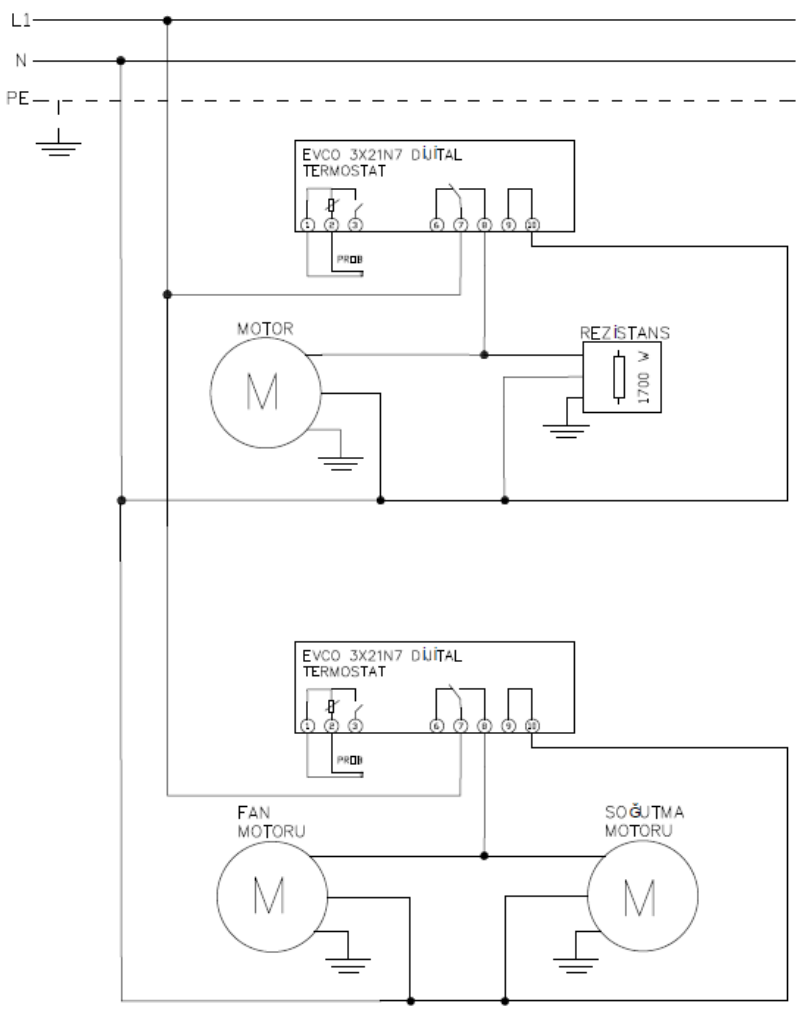 L1
N
PE
EVCO 3X21N7 DİJİTAL
TERMOSTAT
1 2 3 6 7 8 9 10
PROB
MOTOR
M
REZİSTANS
1700 W
EVCO 3X21N7 DİJİTAL
TERMOSTAT
1 2 3 6 7 8 9 10
PROB
FAN
MOTORU
M
SOĞUTMA
MOTORU
M